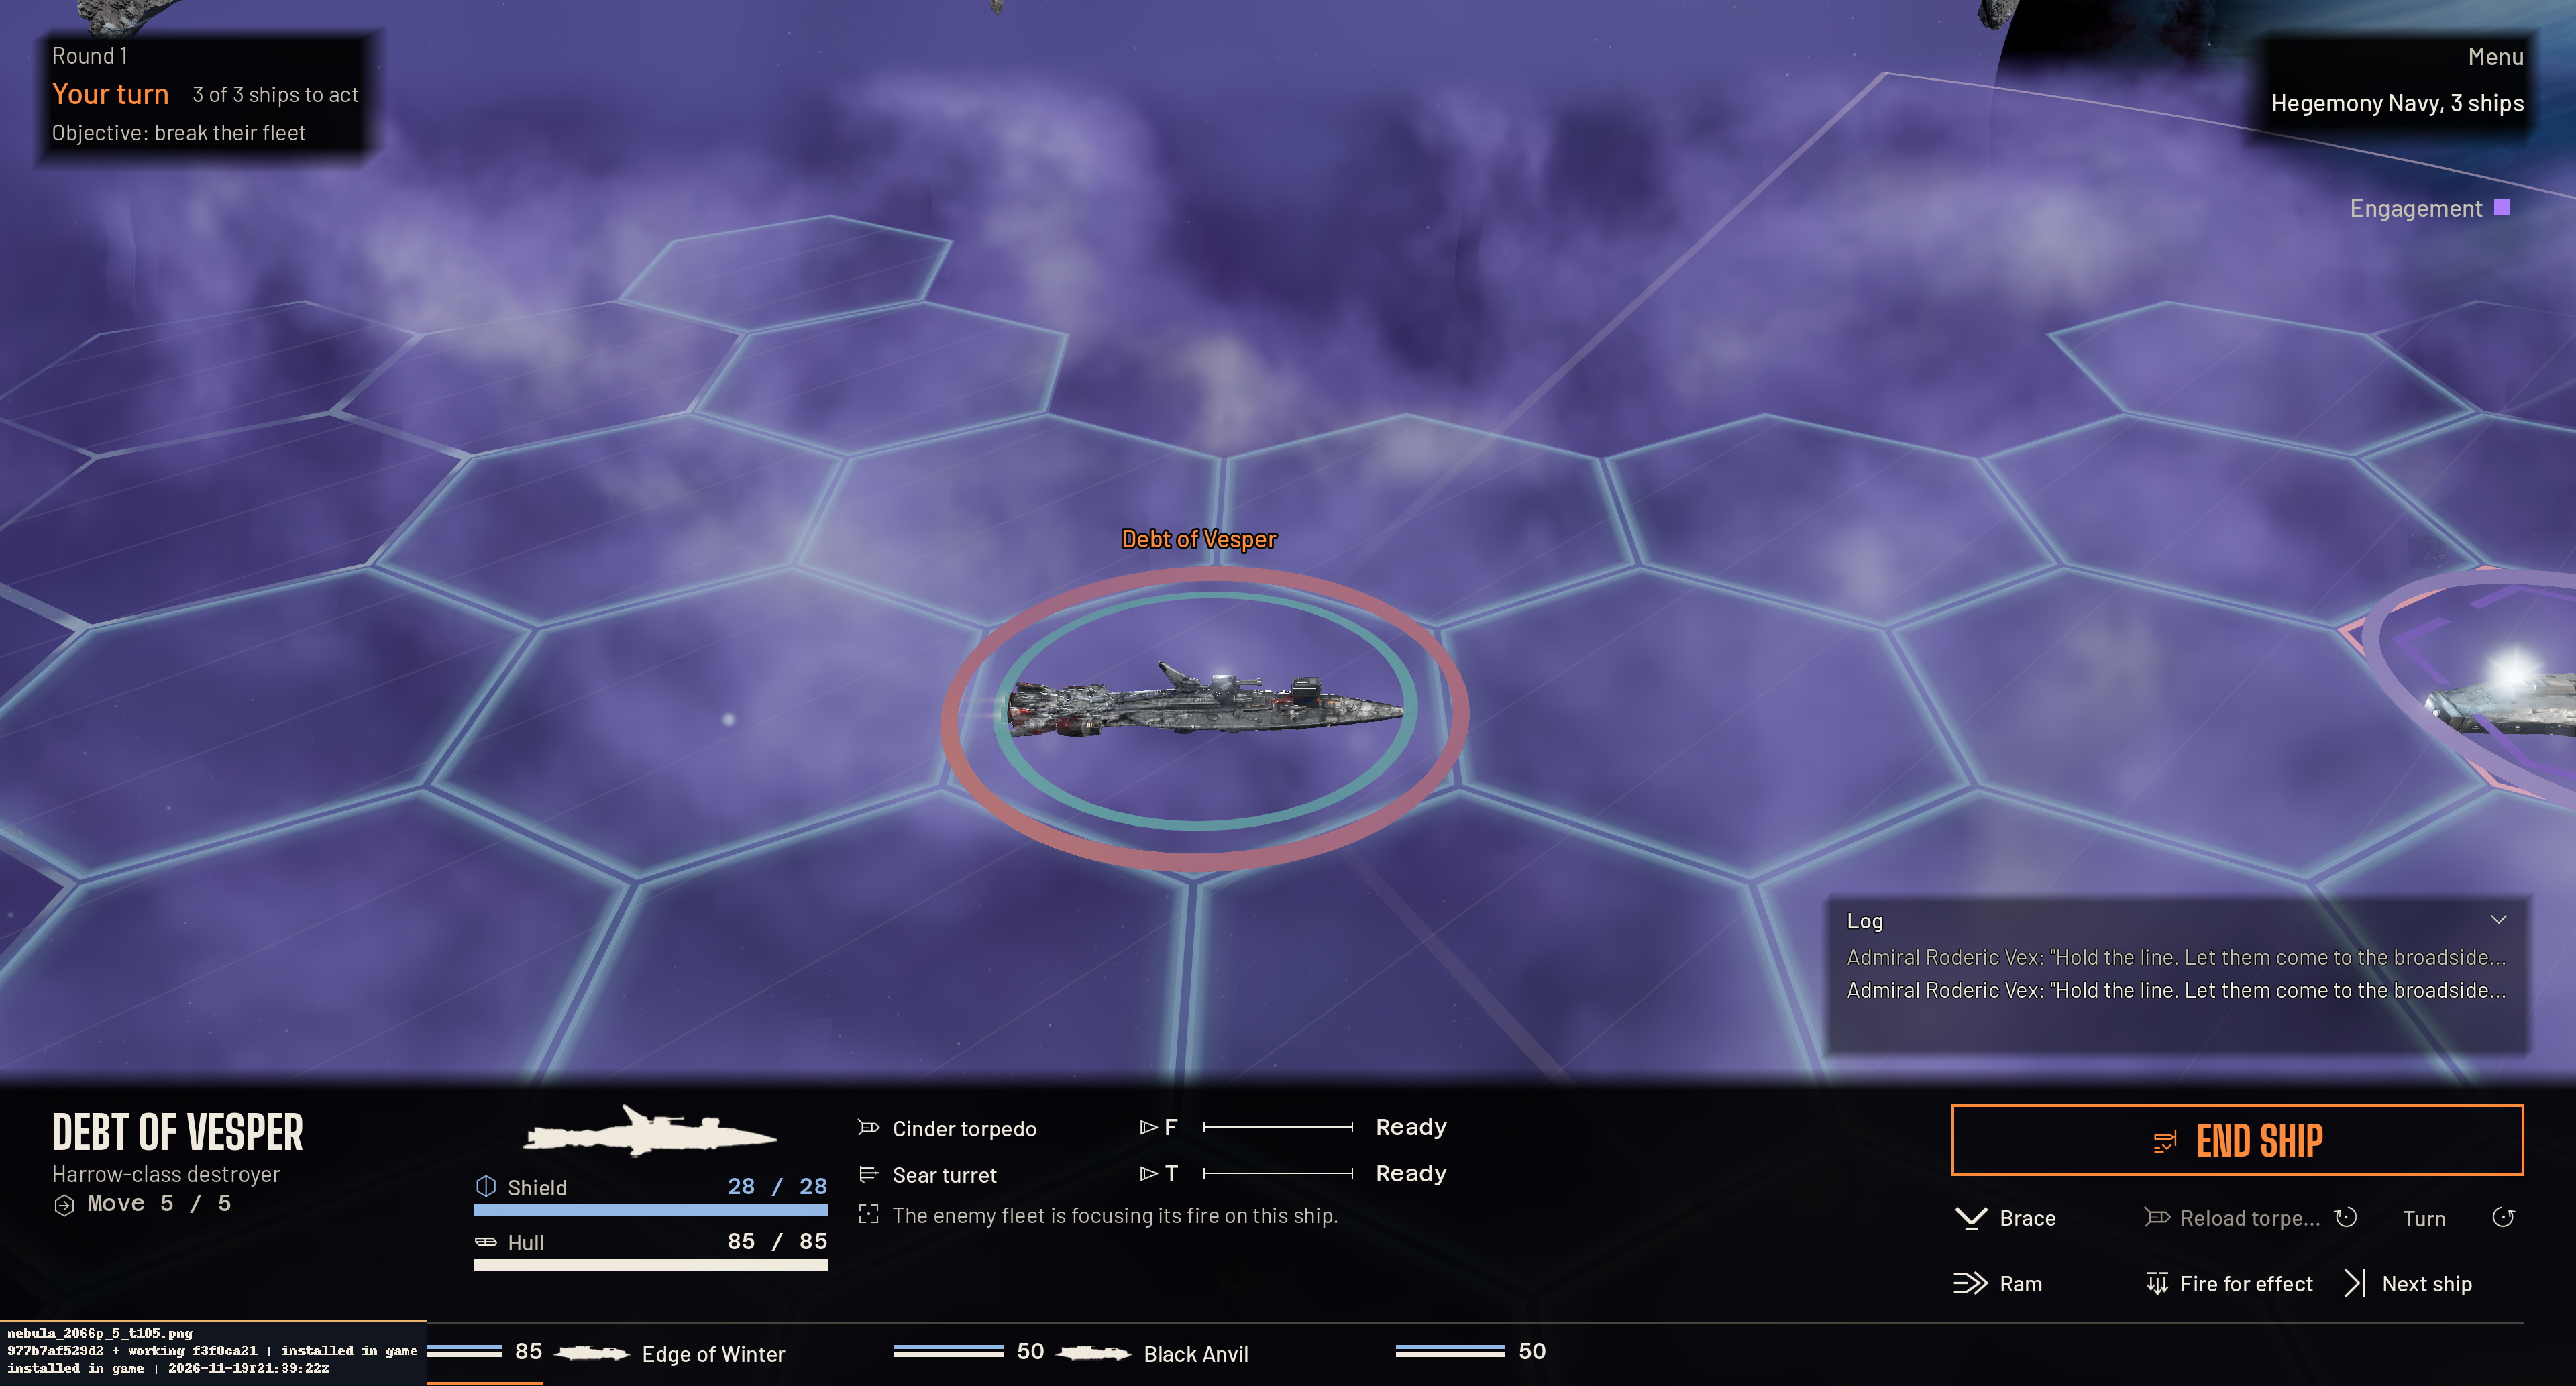 Round 1
Your turn 3 of 3 ships to act
Objective: break their fleet
Menu
Hegemony Navy, 3 ships
Engagement
Debt of Vesper
Log
Admiral Roderic Vex: "Hold the line. Let them come to the broadside...
Admiral Roderic Vex: "Hold the line. Let them come to the broadside...
DEBT OF VESPER
Harrow-class destroyer
Move 5 / 5
Shield 28 / 28
Hull 85 / 85
Cinder torpedo F Ready
Sear turret T Ready
The enemy fleet is focusing its fire on this ship.
END SHIP
Brace Reload torpe... Turn
Ram Fire for effect Next ship
85 Edge of Winter 50 Black Anvil 50
nebula_2066p_5_t105.png
977b7af529d2 + working f3f0ca21 | installed in game
installed in game | 2026-11-19T21:39:22Z